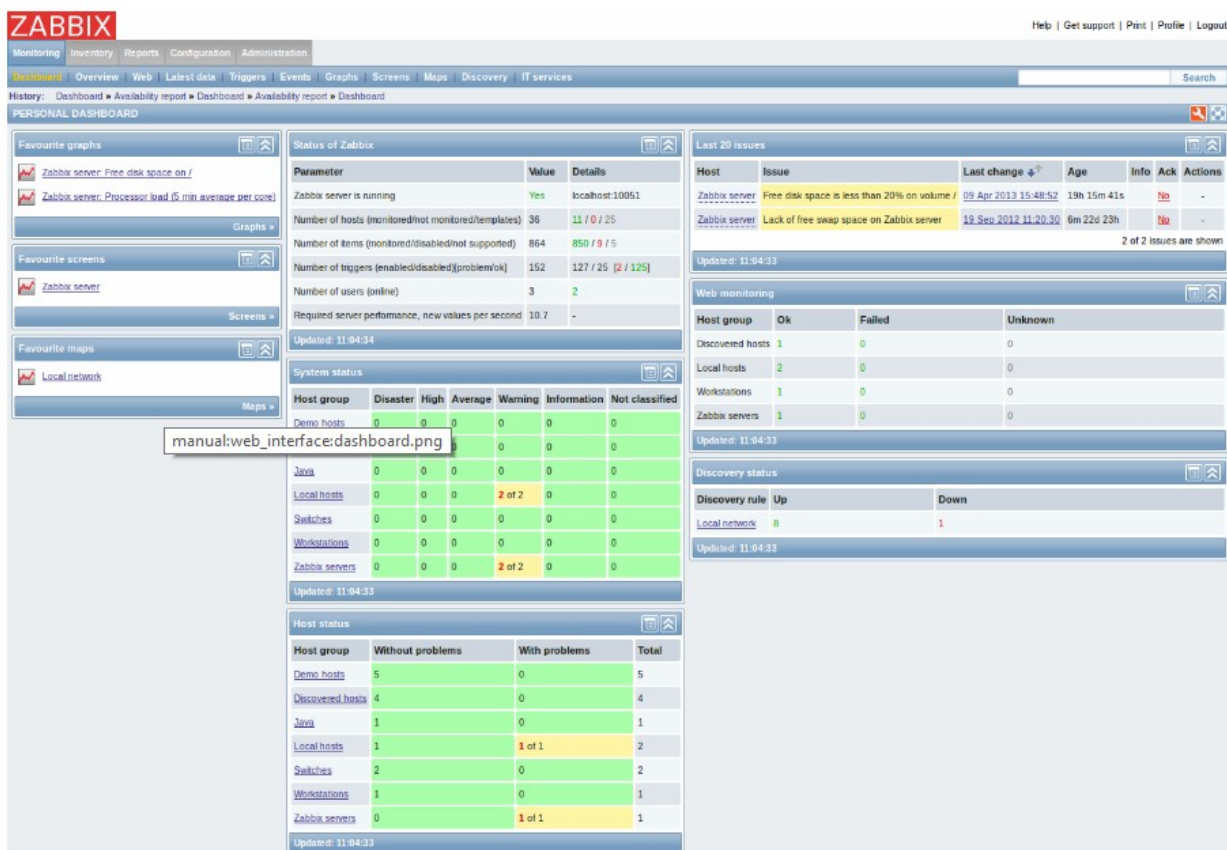 ZABBIX
Help | Get support | Print | Profile | Logout
Monitoring Inventory Reports Configuration Administration
Dashboard | Overview | Web | Latest data | Triggers | Events | Graphs | Screens | Maps | Discovery | IT services
Search
History: Dashboard » Availability report » Dashboard » Availability report » Dashboard
PERSONAL DASHBOARD
Favourite graphs
Zabbix server: Free disk space on /
Zabbix server: Processor load (5 min average per core)
Graphs »
Favourite screens
Zabbix server
Screens »
Favourite maps
Local network
Maps »
manual:web_interface:dashboard.png
Status of Zabbix
Parameter Value Details
Zabbix server is running Yes localhost:10051
Number of hosts (monitored/not monitored/templates) 36 11 / 0 / 25
Number of items (monitored/disabled/not supported) 864 850 / 9 / 5
Number of triggers (enabled/disabled)[problem/ok] 152 127 / 25 [2 / 125]
Number of users (online) 3 2
Required server performance, new values per second 10.7 -
Updated: 11:04:34
System status
Host group Disaster High Average Warning Information Not classified
Demo hosts 0 0 0 0 0 0
0 0 0 0
Java 0 0 0 0 0 0
Local hosts 0 0 0 2 of 2 0 0
Switches 0 0 0 0 0 0
Workstations 0 0 0 0 0 0
Zabbix servers 0 0 0 2 of 2 0 0
Updated: 11:04:33
Host status
Host group Without problems With problems Total
Demo hosts 5 0 5
Discovered hosts 4 0 4
Java 1 0 1
Local hosts 1 1 of 1 2
Switches 2 0 2
Workstations 1 0 1
Zabbix servers 0 1 of 1 1
Updated: 11:04:33
Last 20 issues
Host Issue Last change Age Info Ack Actions
Zabbix server Free disk space is less than 20% on volume / 09 Apr 2013 15:48:52 19h 15m 41s No -
Zabbix server Lack of free swap space on Zabbix server 19 Sep 2012 11:20:30 6m 22d 23h No -
2 of 2 issues are shown
Updated: 11:04:33
Web monitoring
Host group Ok Failed Unknown
Discovered hosts 1 0 0
Local hosts 2 0 0
Workstations 1 0 0
Zabbix servers 1 0 0
Updated: 11:04:33
Discovery status
Discovery rule Up Down
Local network 8 1
Updated: 11:04:33